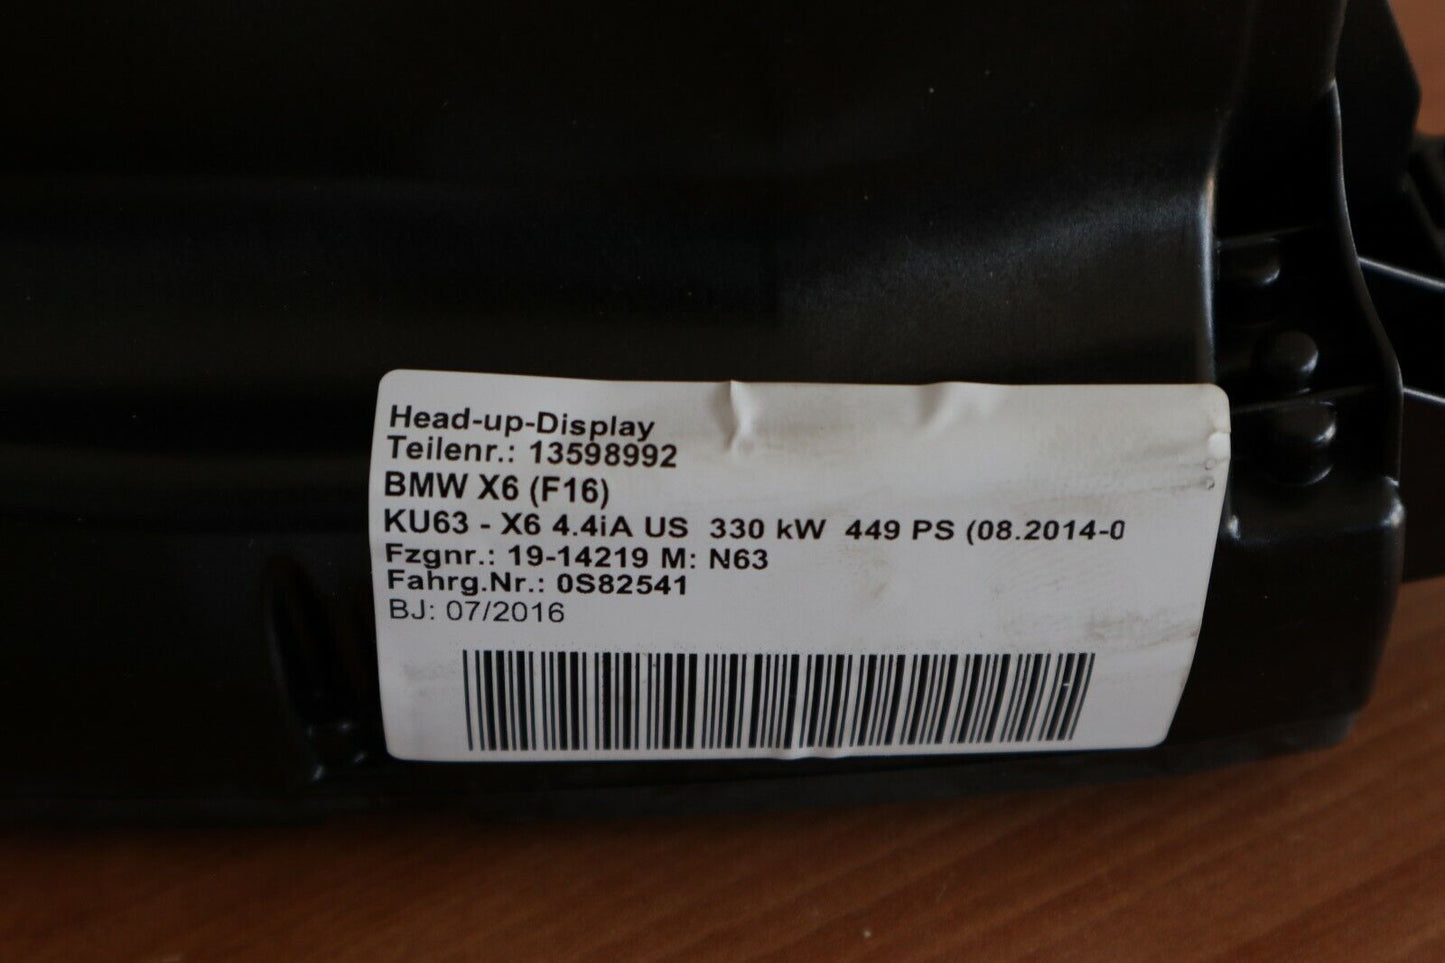 Head-up-Display
Teilenr.: 13598992
BMW X6 (F16)
KU63 - X6 4.4iA US  330 kW  449 PS (08.2014-0
Fzgnr.: 19-14219 M: N63
Fahrg.Nr.: 0S82541
BJ: 07/2016